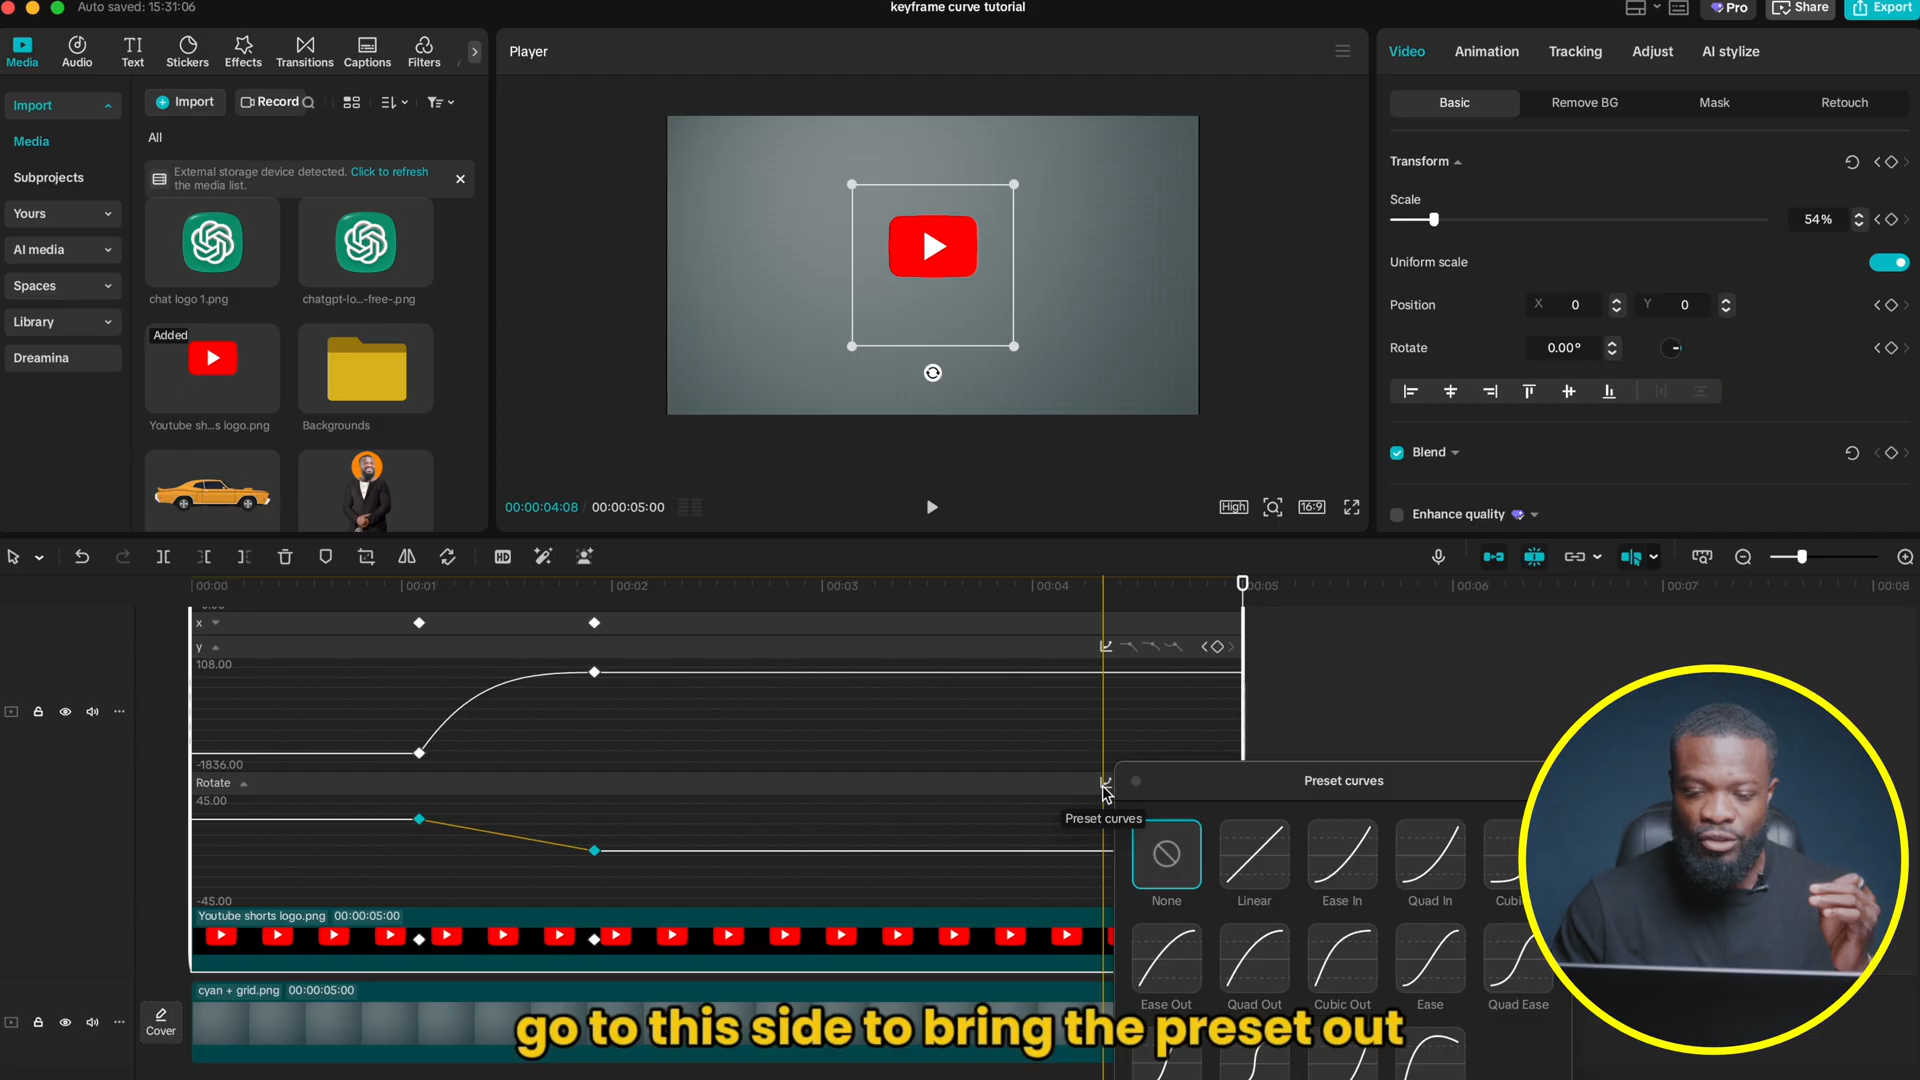 Auto saved: 15:31:06
keyframe curve tutorial
Pro
Share
Export
Media
Audio
Text
Stickers
Effects
Transitions
Captions
Filters
Player
Video
Animation
Tracking
Adjust
AI stylize
Import
Media
Subprojects
Yours
AI media
Spaces
Library
Dreamina
Import
Record
All
External storage device detected. Click to refresh
the media list.
chat logo 1.png
chatgpt-lo...-free-.png
Added
Youtube sh...s logo.png
Backgrounds
00:00:04:08 / 00:00:05:00
High
16:9
Basic
Remove BG
Mask
Retouch
Transform
Scale
54%
Uniform scale
Position
X 0
Y 0
Rotate
0.00°
Blend
Enhance quality
HD
00:00
00:01
00:02
00:03
00:04
00:05
00:06
00:07
00:08
x
y
108.00
-1836.00
Rotate
45.00
-45.00
Preset curves
Preset curves
None
Linear
Ease In
Quad In
Ease Out
Quad Out
Cubic Out
Ease
Quad Ease
Youtube shorts logo.png 00:00:05:00
cyan + grid.png 00:00:05:00
Cover
go to this side to bring the preset out